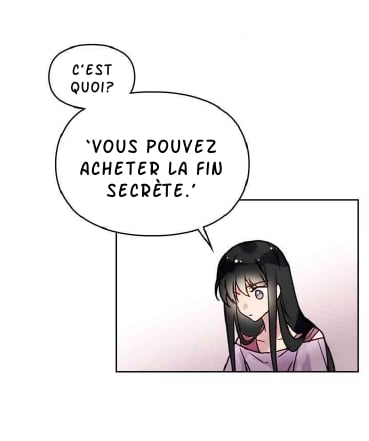 C'EST
QUOI?
'VOUS POUVEZ
ACHETER LA FIN
SECRÈTE.'